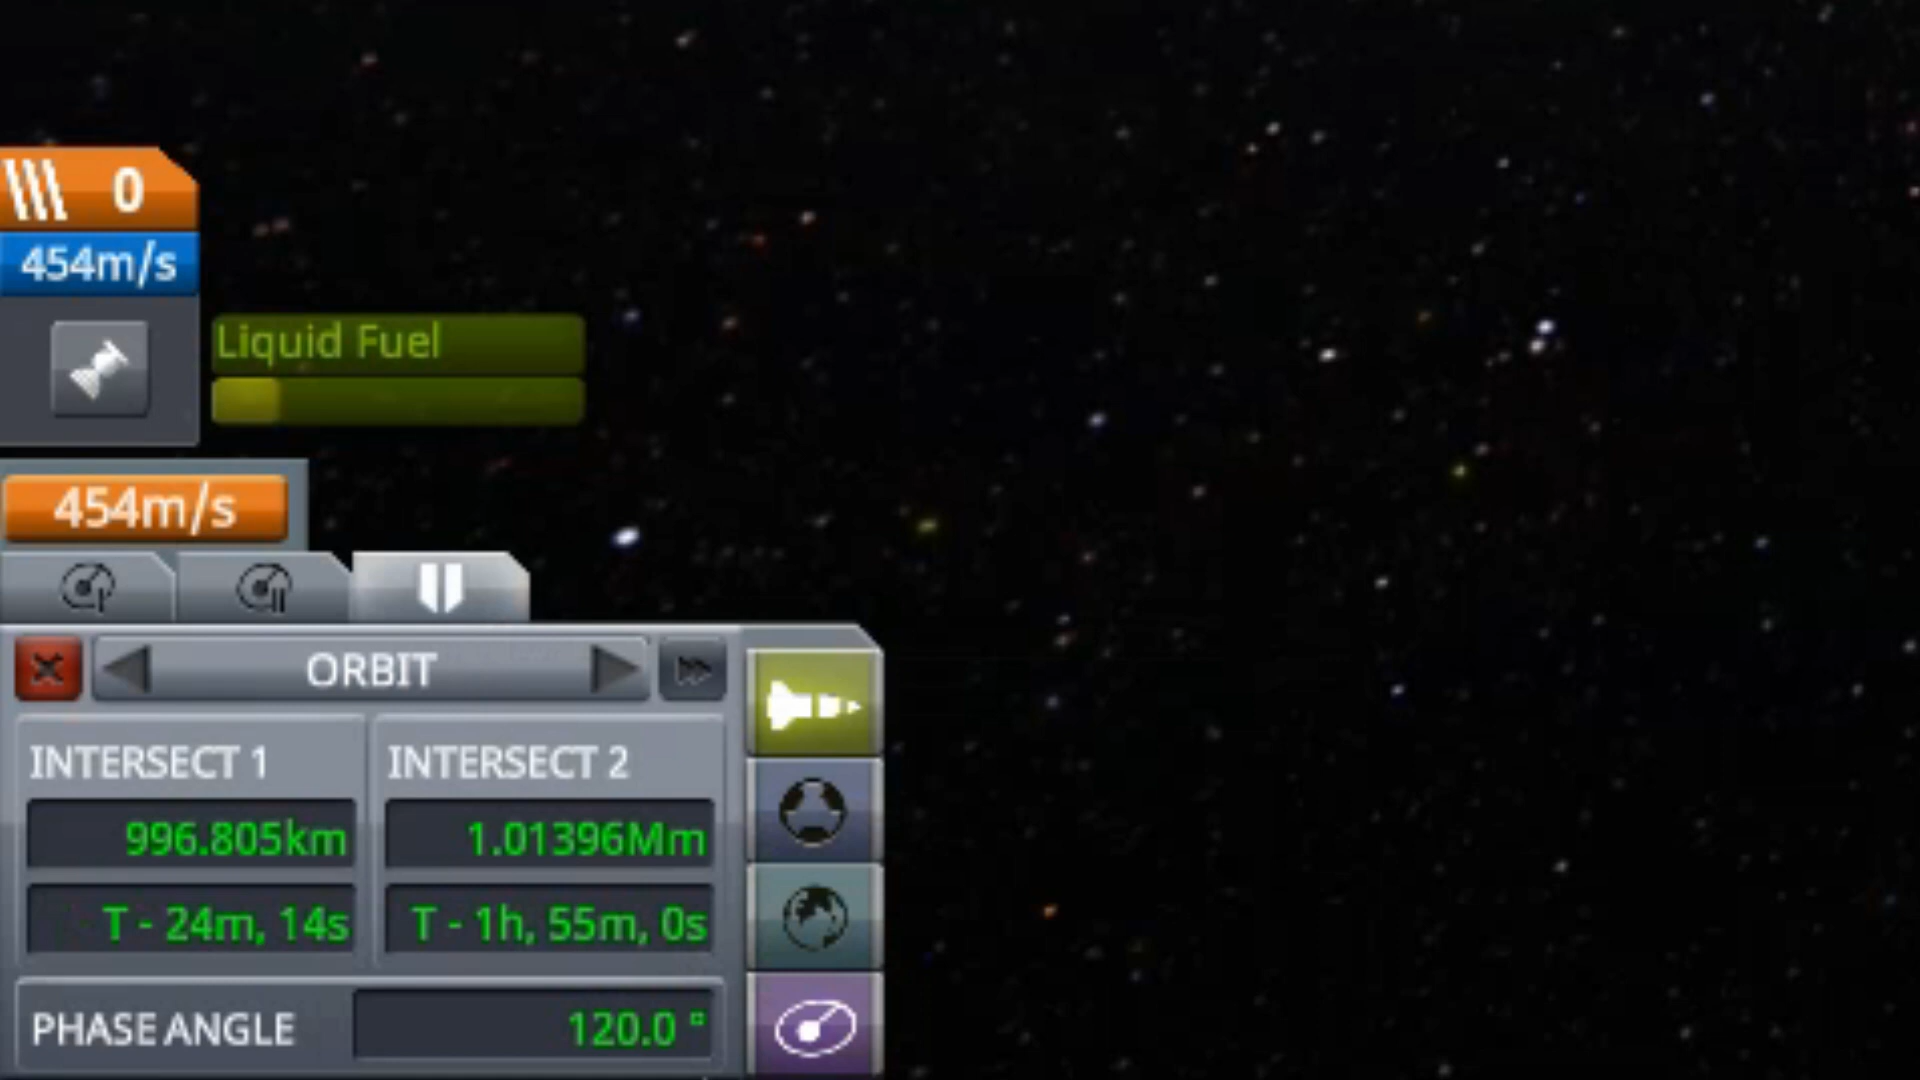 0
454m/s
Liquid Fuel
454m/s
ORBIT
INTERSECT 1 INTERSECT 2
996.805km 1.01396Mm
T - 24m, 14s T - 1h, 55m, 0s
PHASE ANGLE 120.0 °